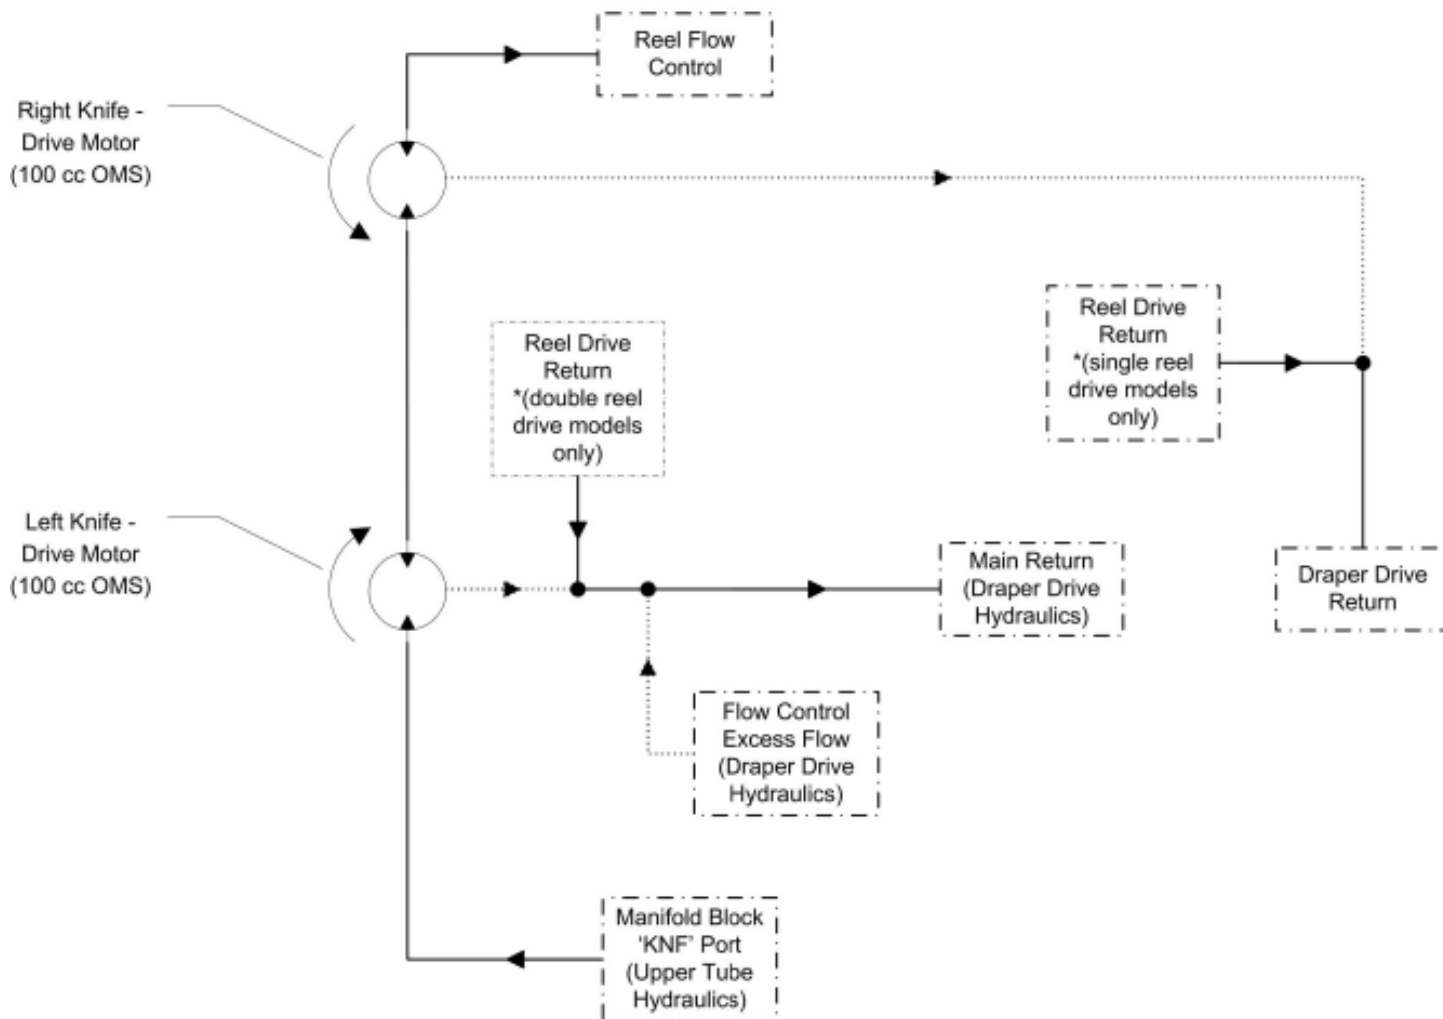 Reel Flow
Control
Right Knife -
Drive Motor
(100 cc OMS)
Reel Drive
Return
*(single reel
drive models
only)
Reel Drive
Return
*(double reel
drive models
only)
Left Knife -
Drive Motor
(100 cc OMS)
Main Return
(Draper Drive
Hydraulics)
Draper Drive
Return
Flow Control
Excess Flow
(Draper Drive
Hydraulics)
Manifold Block
'KNF' Port
(Upper Tube
Hydraulics)